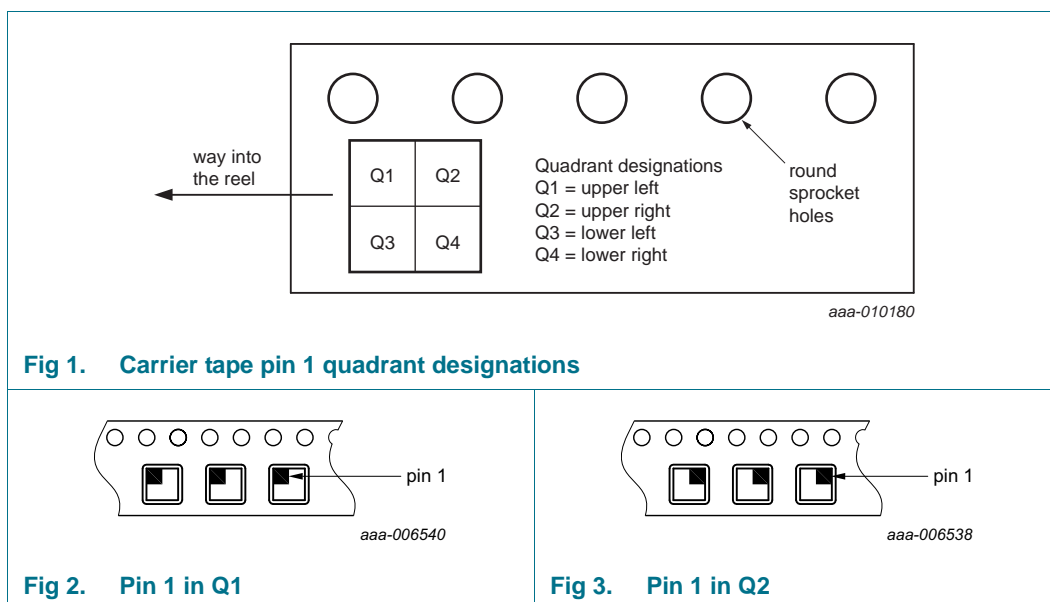 way into
the reel
Q1 Q2
Q3 Q4
Quadrant designations
Q1 = upper left
Q2 = upper right
Q3 = lower left
Q4 = lower right
round
sprocket
holes
aaa-010180
Fig 1. Carrier tape pin 1 quadrant designations
pin 1
aaa-006540
Fig 2. Pin 1 in Q1
pin 1
aaa-006538
Fig 3. Pin 1 in Q2